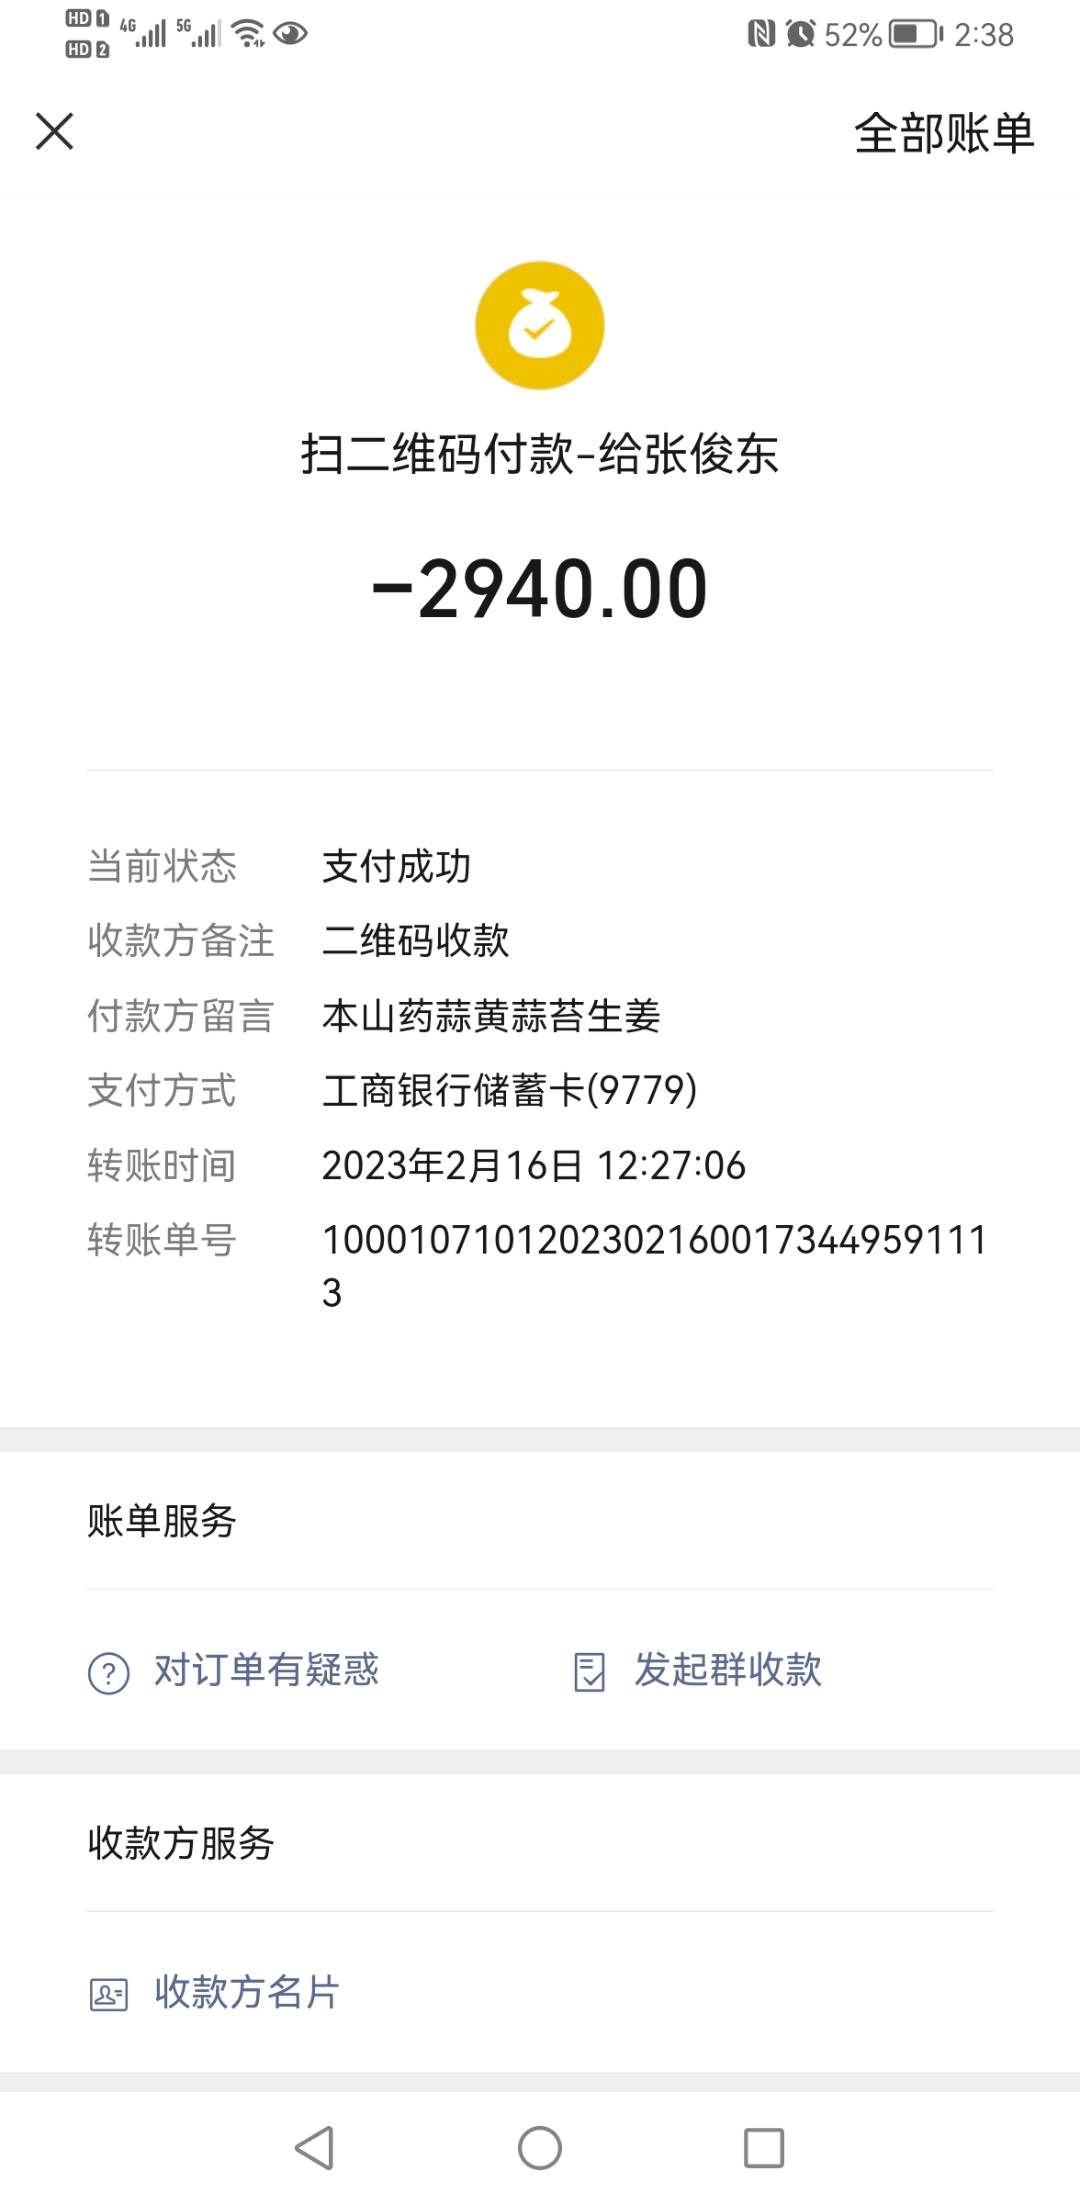 HD 1 4G 5G
HD 2
52% 2:38
全部账单
扫二维码付款-给张俊东
-2940.00
当前状态 支付成功
收款方备注 二维码收款
付款方留言 本山药蒜黄蒜苔生姜
支付方式 工商银行储蓄卡(9779)
转账时间 2023年2月16日 12:27:06
转账单号 100010710120230216001734495911​1
3
账单服务
对订单有疑惑 发起群收款
收款方服务
收款方名片